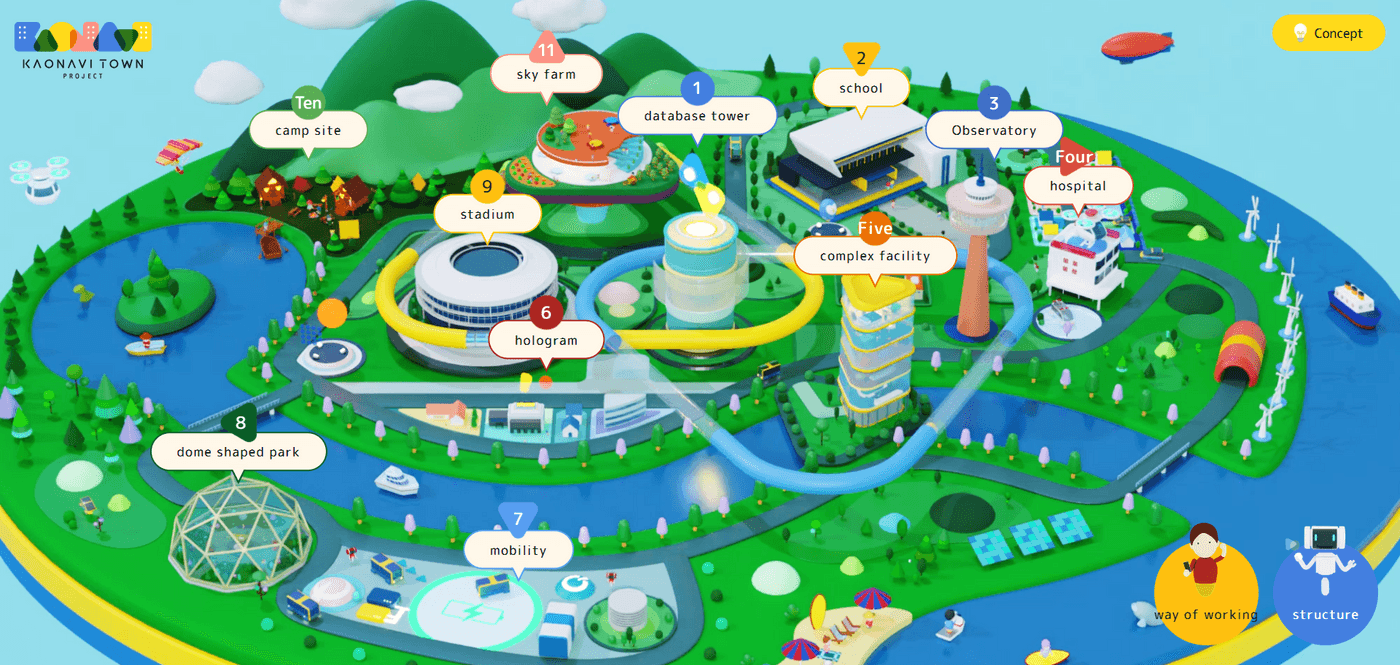 KAONAVI TOWN
PROJECT
Concept
11
sky farm
2
school
1
database tower
3
Observatory
Ten
camp site
Four
hospital
9
stadium
Five
complex facility
6
hologram
8
dome shaped park
7
mobility
way of working
structure